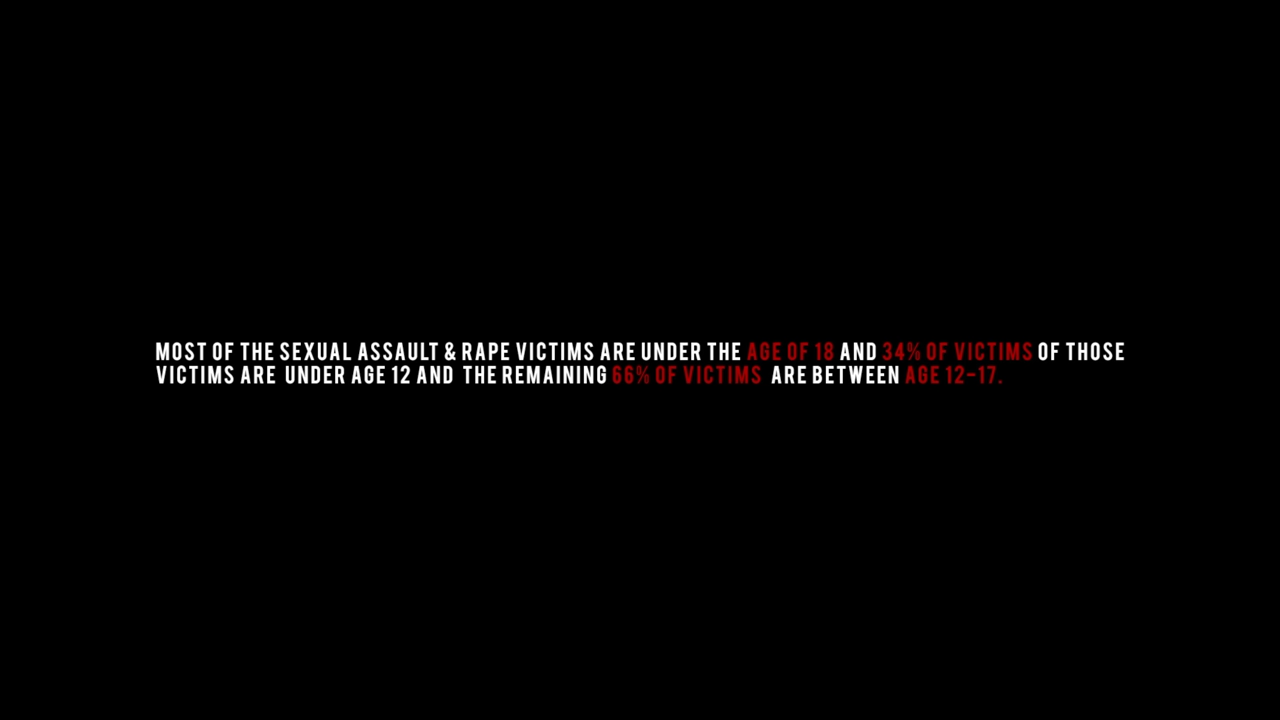 MOST OF THE SEXUAL ASSAULT & RAPE VICTIMS ARE UNDER THE AGE OF 18 AND 34% OF VICTIMS OF THOSE
VICTIMS ARE UNDER AGE 12 AND THE REMAINING 66% OF VICTIMS ARE BETWEEN AGE 12-17.